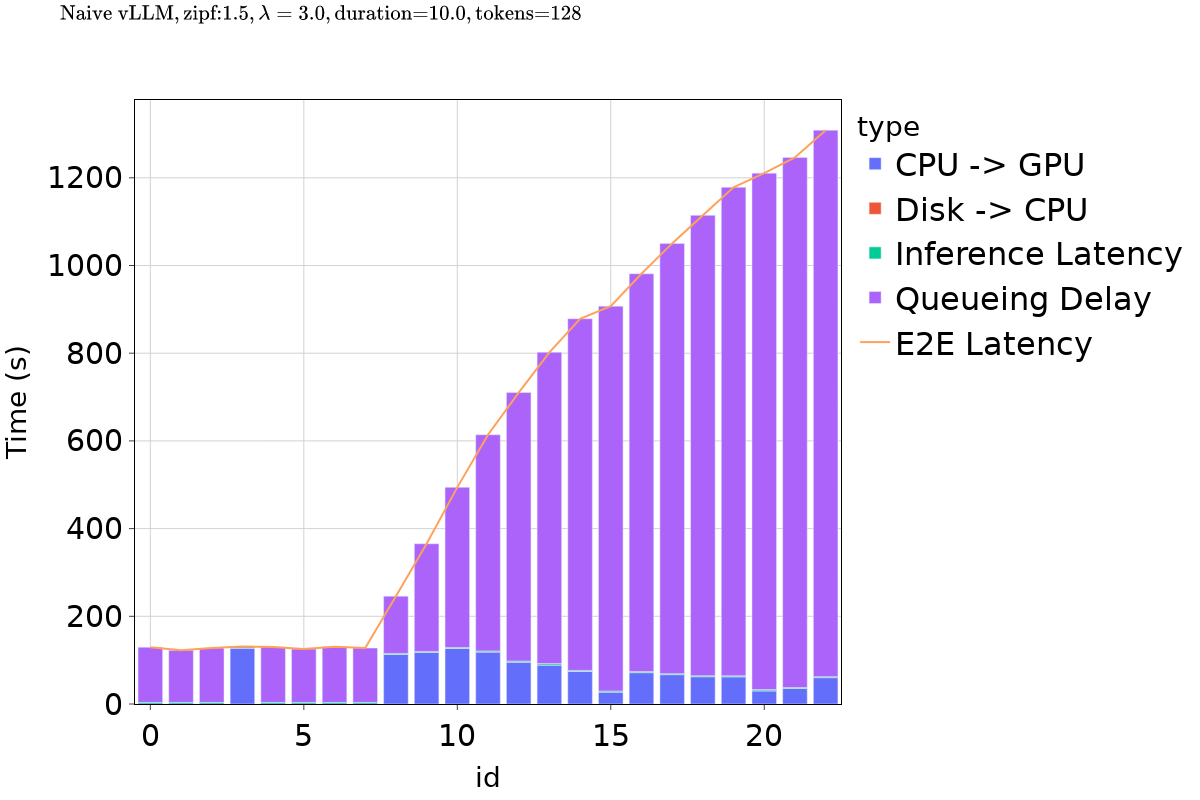 Naive vLLM, zipf:1.5, λ = 3.0, duration=10.0, tokens=128
type
CPU -> GPU
Disk -> CPU
Inference Latency
Queueing Delay
E2E Latency
Time (s)
1200
1000
800
600
400
200
0
0 5 10 15 20
id